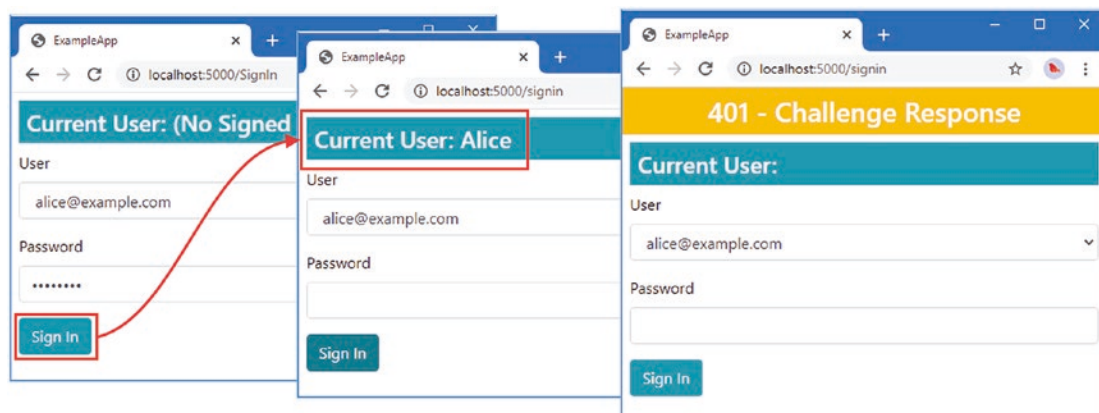 ExampleApp
localhost:5000/SignIn
Current User: (No Signed
User
alice@example.com
Password
••••••••
Sign In
ExampleApp
localhost:5000/signin
Current User: Alice
User
alice@example.com
Password
Sign In
ExampleApp
localhost:5000/signin
401 - Challenge Response
Current User:
User
alice@example.com
Password
Sign In